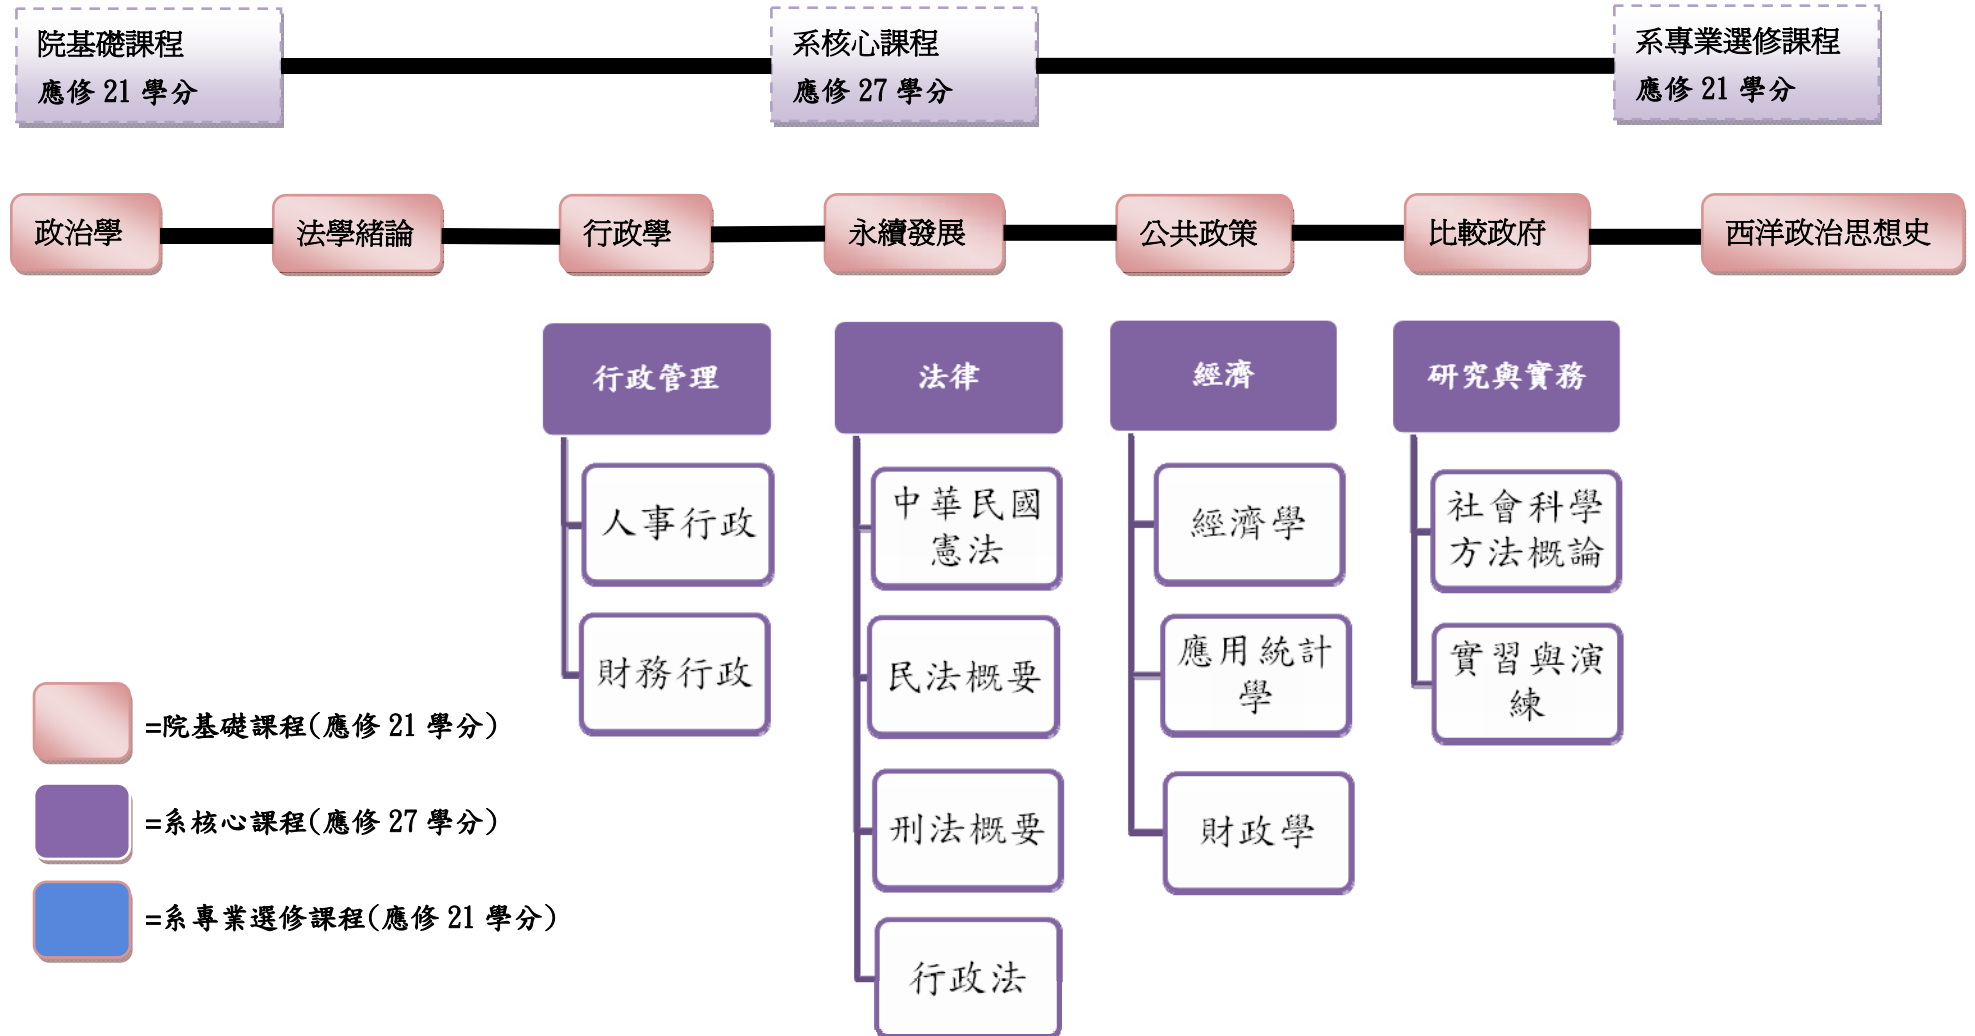 院基礎課程
應修 21 學分
系核心課程
應修 27 學分
系專業選修課程
應修 21 學分
政治學
法學緒論
行政學
永續發展
公共政策
比較政府
西洋政治思想史
行政管理
人事行政
財務行政
法律
中華民國
憲法
民法概要
刑法概要
行政法
經濟
經濟學
應用統計
學
財政學
研究與實務
社會科學
方法概論
實習與演
練
=院基礎課程(應修 21 學分)
=系核心課程(應修 27 學分)
=系專業選修課程(應修 21 學分)